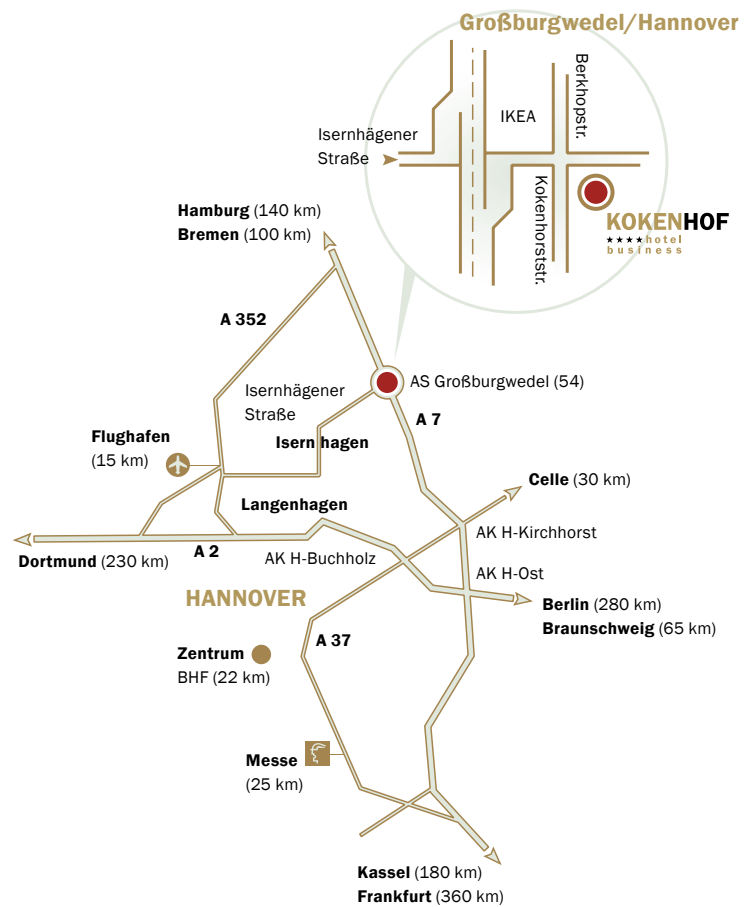 Großburgwedel/Hannover
Berkhopstr.
IKEA
Isernhägener
Straße
Kokenhorststr.
KOKENHOF
★★★★hotel
business
Hamburg (140 km)
Bremen (100 km)
A 352
AS Großburgwedel (54)
Isernhägener
Straße
A 7
Isernhagen
Flughafen
(15 km)
Celle (30 km)
Langenhagen
AK H-Kirchhorst
A 2
AK H-Buchholz
Dortmund (230 km)
AK H-Ost
HANNOVER
Berlin (280 km)
Braunschweig (65 km)
A 37
Zentrum
BHF (22 km)
Messe
(25 km)
Kassel (180 km)
Frankfurt (360 km)